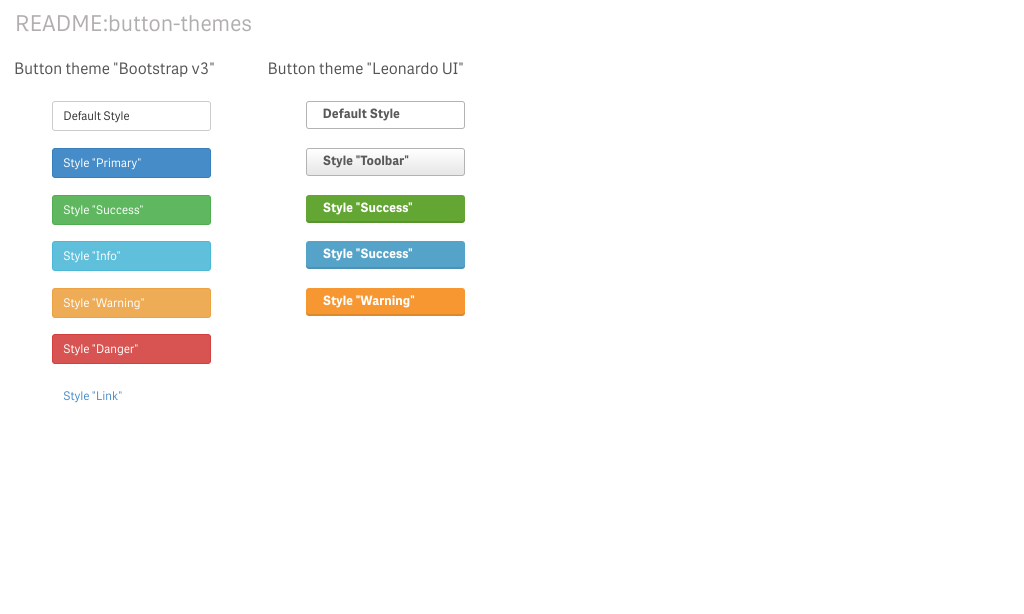 README:button-themes
Button theme "Bootstrap v3"
Default Style
Style "Primary"
Style "Success"
Style "Info"
Style "Warning"
Style "Danger"
Style "Link"
Button theme "Leonardo UI"
Default Style
Style "Toolbar"
Style "Success"
Style "Success"
Style "Warning"